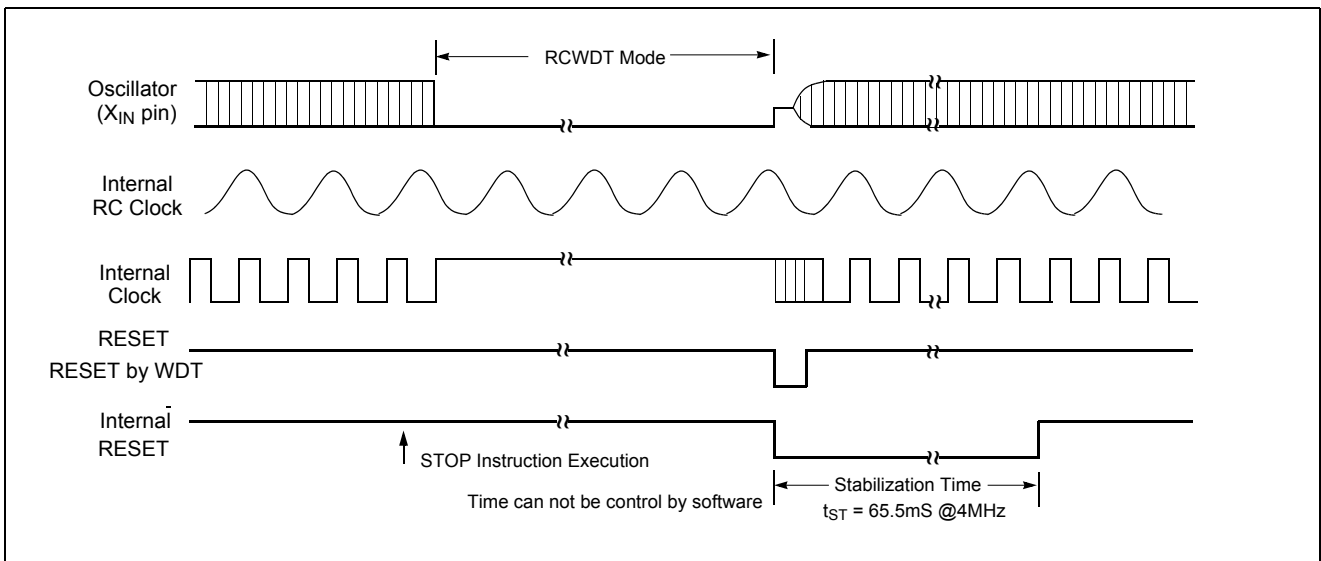 RCWDT Mode
Oscillator
(XIN pin)
Internal
RC Clock
Internal
Clock
RESET
RESET by WDT
Internal
RESET
STOP Instruction Execution
Time can not be control by software
Stabilization Time
tST = 65.5mS @4MHz